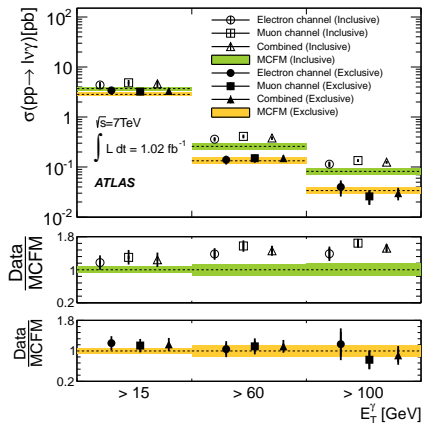 σ(pp→ lνγ)[pb]
10²
10
1
10⁻¹
10⁻²
Electron channel (Inclusive)
Muon channel (Inclusive)
Combined (Inclusive)
MCFM (Inclusive)
Electron channel (Exclusive)
Muon channel (Exclusive)
Combined (Exclusive)
MCFM (Exclusive)
√s=7TeV
∫ L dt = 1.02 fb⁻¹
ATLAS
Data
MCFM
1.8
1
0.2
Data
MCFM
1.8
1
0.2
> 15 > 60 > 100
E_T^γ [GeV]